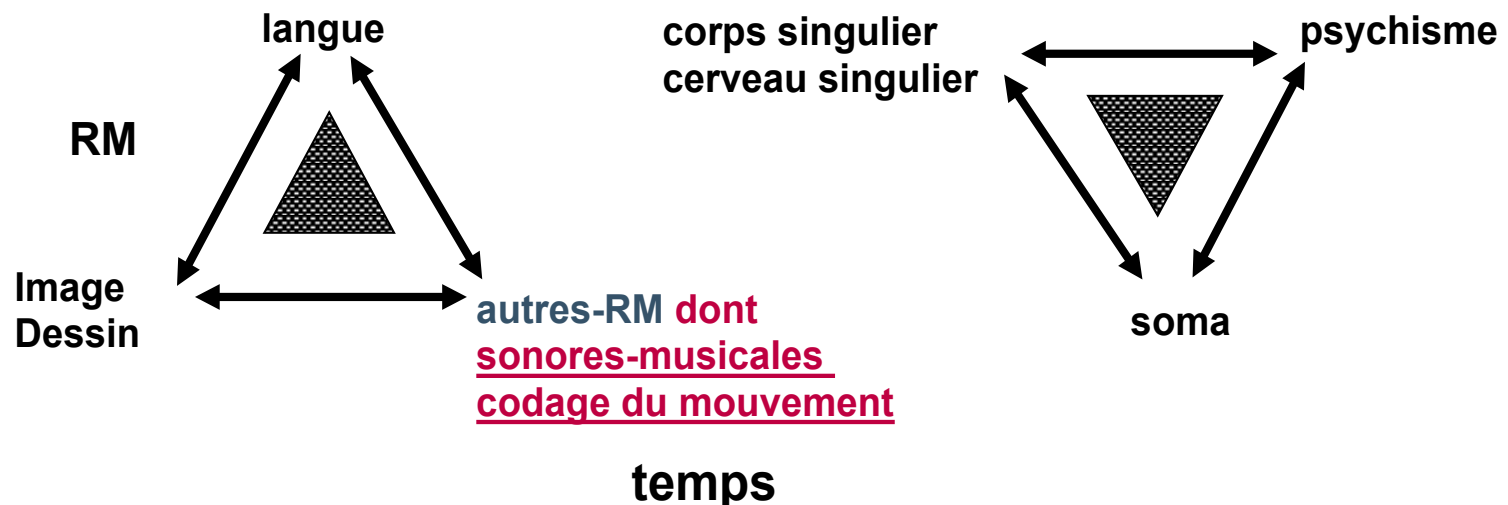 langue
RM
Image
Dessin
autres-RM dont
sonores-musicales
codage du mouvement
corps singulier
cerveau singulier
psychisme
soma
temps